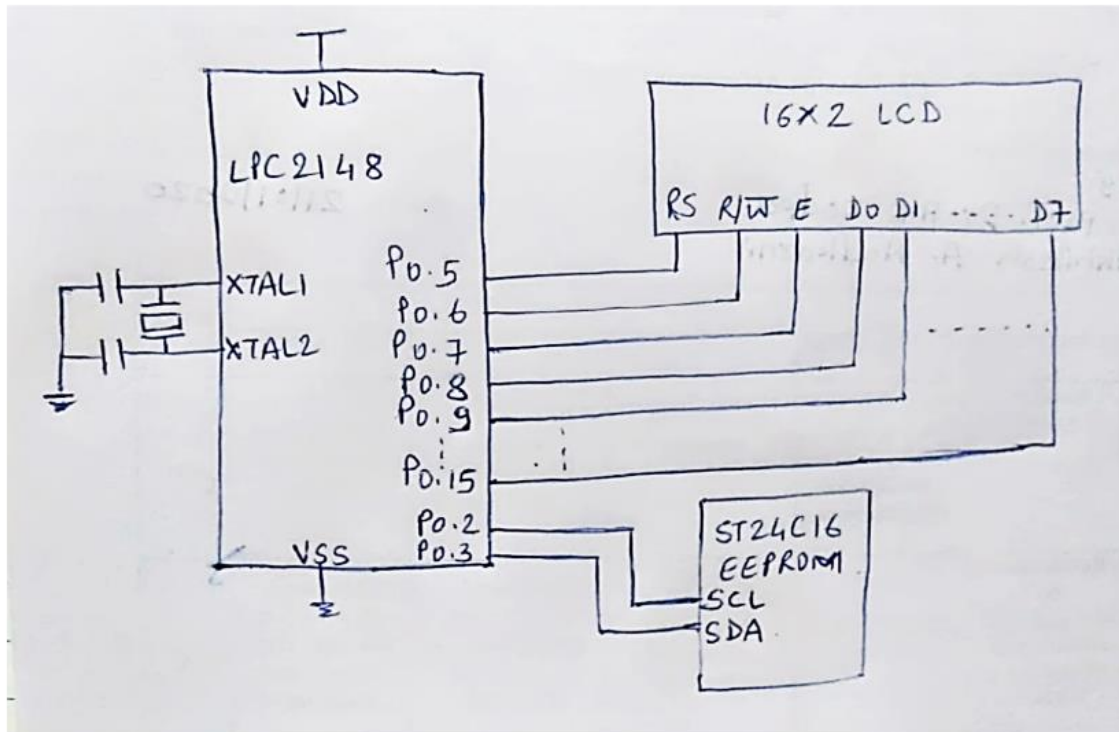 VDD
LPC2148
XTAL1
XTAL2
P0.5
P0.6
P0.7
P0.8
P0.9
P0.15
P0.2
P0.3
VSS
16X2 LCD
RS R/W̅ E D0 D1 ..... D7
ST24C16
EEPROM
SCL
SDA